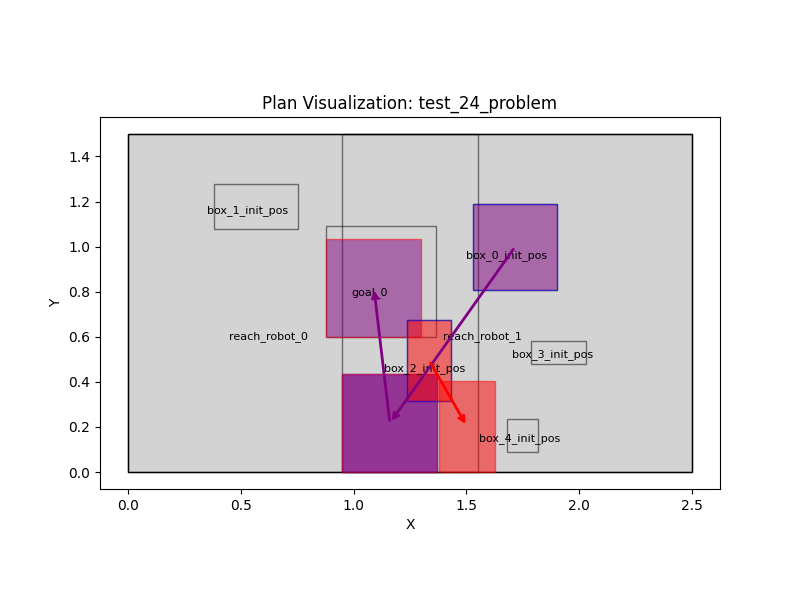 Plan Visualization: test_24_problem
1.4
1.2
1.0
0.8
0.6
0.4
0.2
0.0
Y
box_1_init_pos
box_0_init_pos
goal_0
reach_robot_0
reach_robot_1
box_3_init_pos
box_2_init_pos
box_4_init_pos
0.0
0.5
1.0
1.5
2.0
2.5
X